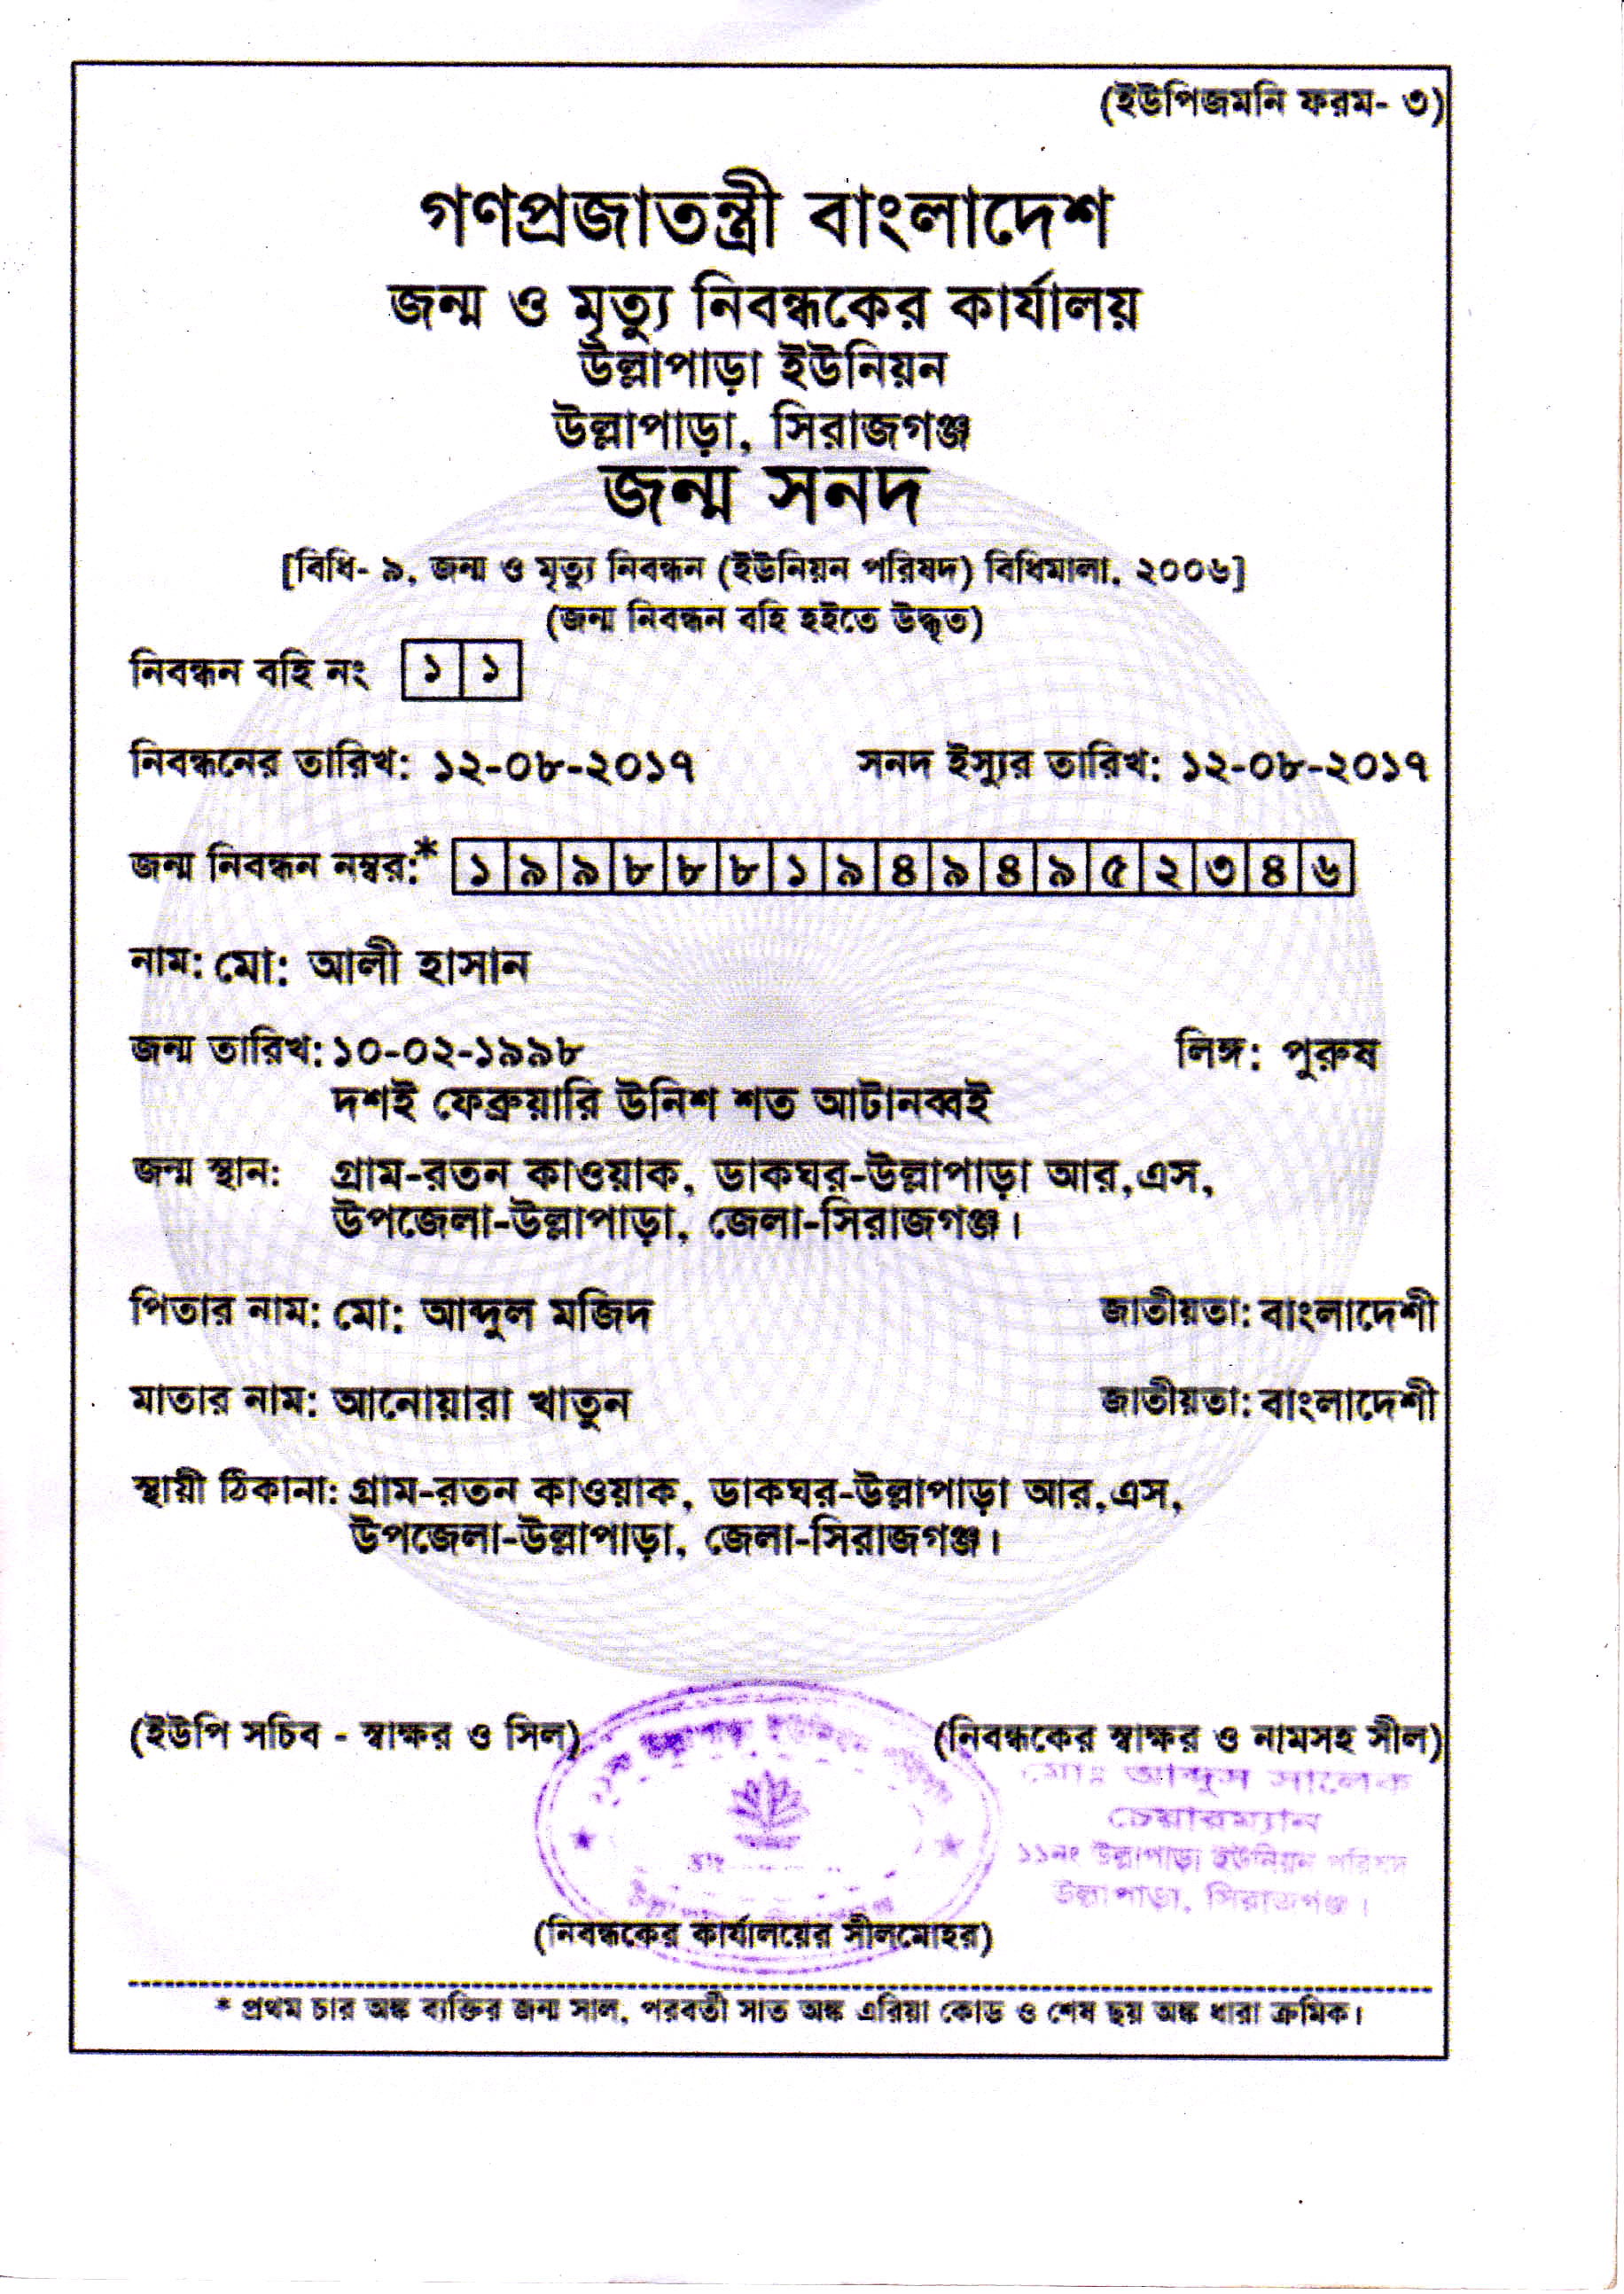 (ইউপিজমনি ফরম- ৩)
গণপ্রজাতন্ত্রী বাংলাদেশ
জন্ম ও মৃত্যু নিবন্ধকের কার্যালয়
উল্লাপাড়া ইউনিয়ন
উল্লাপাড়া, সিরাজগঞ্জ
জন্ম সনদ
[বিধি- ৯, জন্ম ও মৃত্যু নিবন্ধন (ইউনিয়ন পরিষদ) বিধিমালা, ২০০৬]
(জন্ম নিবন্ধন বহি হইতে উদ্ধৃত)
নিবন্ধন বহি নং ১ ১
নিবন্ধনের তারিখ: ১২-০৮-২০১৭ সনদ ইস্যুর তারিখ: ১২-০৮-২০১৭
জন্ম নিবন্ধন নম্বর:* ১ ৯ ৯ ৮ ৮ ৮ ১ ৯ ৪ ৯ ৪ ৯ ৫ ২ ৩ ৪ ৬
নাম: মো: আলী হাসান
জন্ম তারিখ: ১০-০২-১৯৯৮ লিঙ্গ: পুরুষ
দশই ফেব্রুয়ারি উনিশ শত আটানব্বই
জন্ম স্থান: গ্রাম-রতন কাওয়াক, ডাকঘর-উল্লাপাড়া আর,এস,
উপজেলা-উল্লাপাড়া, জেলা-সিরাজগঞ্জ।
পিতার নাম: মো: আব্দুল মজিদ জাতীয়তা: বাংলাদেশী
মাতার নাম: আনোয়ারা খাতুন জাতীয়তা: বাংলাদেশী
স্থায়ী ঠিকানা: গ্রাম-রতন কাওয়াক, ডাকঘর-উল্লাপাড়া আর,এস,
উপজেলা-উল্লাপাড়া, জেলা-সিরাজগঞ্জ।
(ইউপি সচিব - স্বাক্ষর ও সিল) (নিবন্ধকের স্বাক্ষর ও নামসহ সীল)
মোঃ আব্দুস সালেক
চেয়ারম্যান
১১নং উল্লাপাড়া ইউনিয়ন পরিষদ
উল্লাপাড়া, সিরাজগঞ্জ।
(নিবন্ধকের কার্যালয়ের সীলমোহর)
* প্রথম চার অঙ্ক ব্যক্তির জন্ম সাল, পরবর্তী সাত অঙ্ক এরিয়া কোড ও শেষ ছয় অঙ্ক ধারা ক্রমিক।